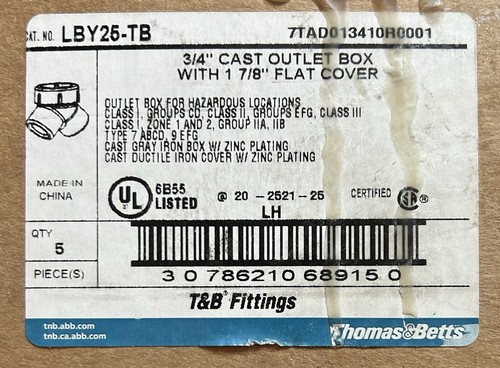 CAT. NO. LBY25-TB 7TAD013410R0001
3/4" CAST OUTLET BOX
WITH 1 7/8" FLAT COVER
OUTLET BOX FOR HAZARDOUS LOCATIONS
CLASS I, GROUPS CD, CLASS II, GROUPS EFG, CLASS III
CLASS I, ZONE 1 AND 2, GROUP IIA, IIB
TYPE 7 ABCD, 9 EFG
CAST GRAY IRON BOX W/ ZINC PLATING
CAST DUCTILE IRON COVER W/ ZINC PLATING
MADE IN
CHINA
UL 6B55
LISTED
@ 20-2521-25
LH
CERTIFIED SA ®
QTY
5
PIECE(S)
3 0 786210 68915 0
T&B® Fittings
tnb.abb.com
tnb.ca.abb.com
Thomas&Betts